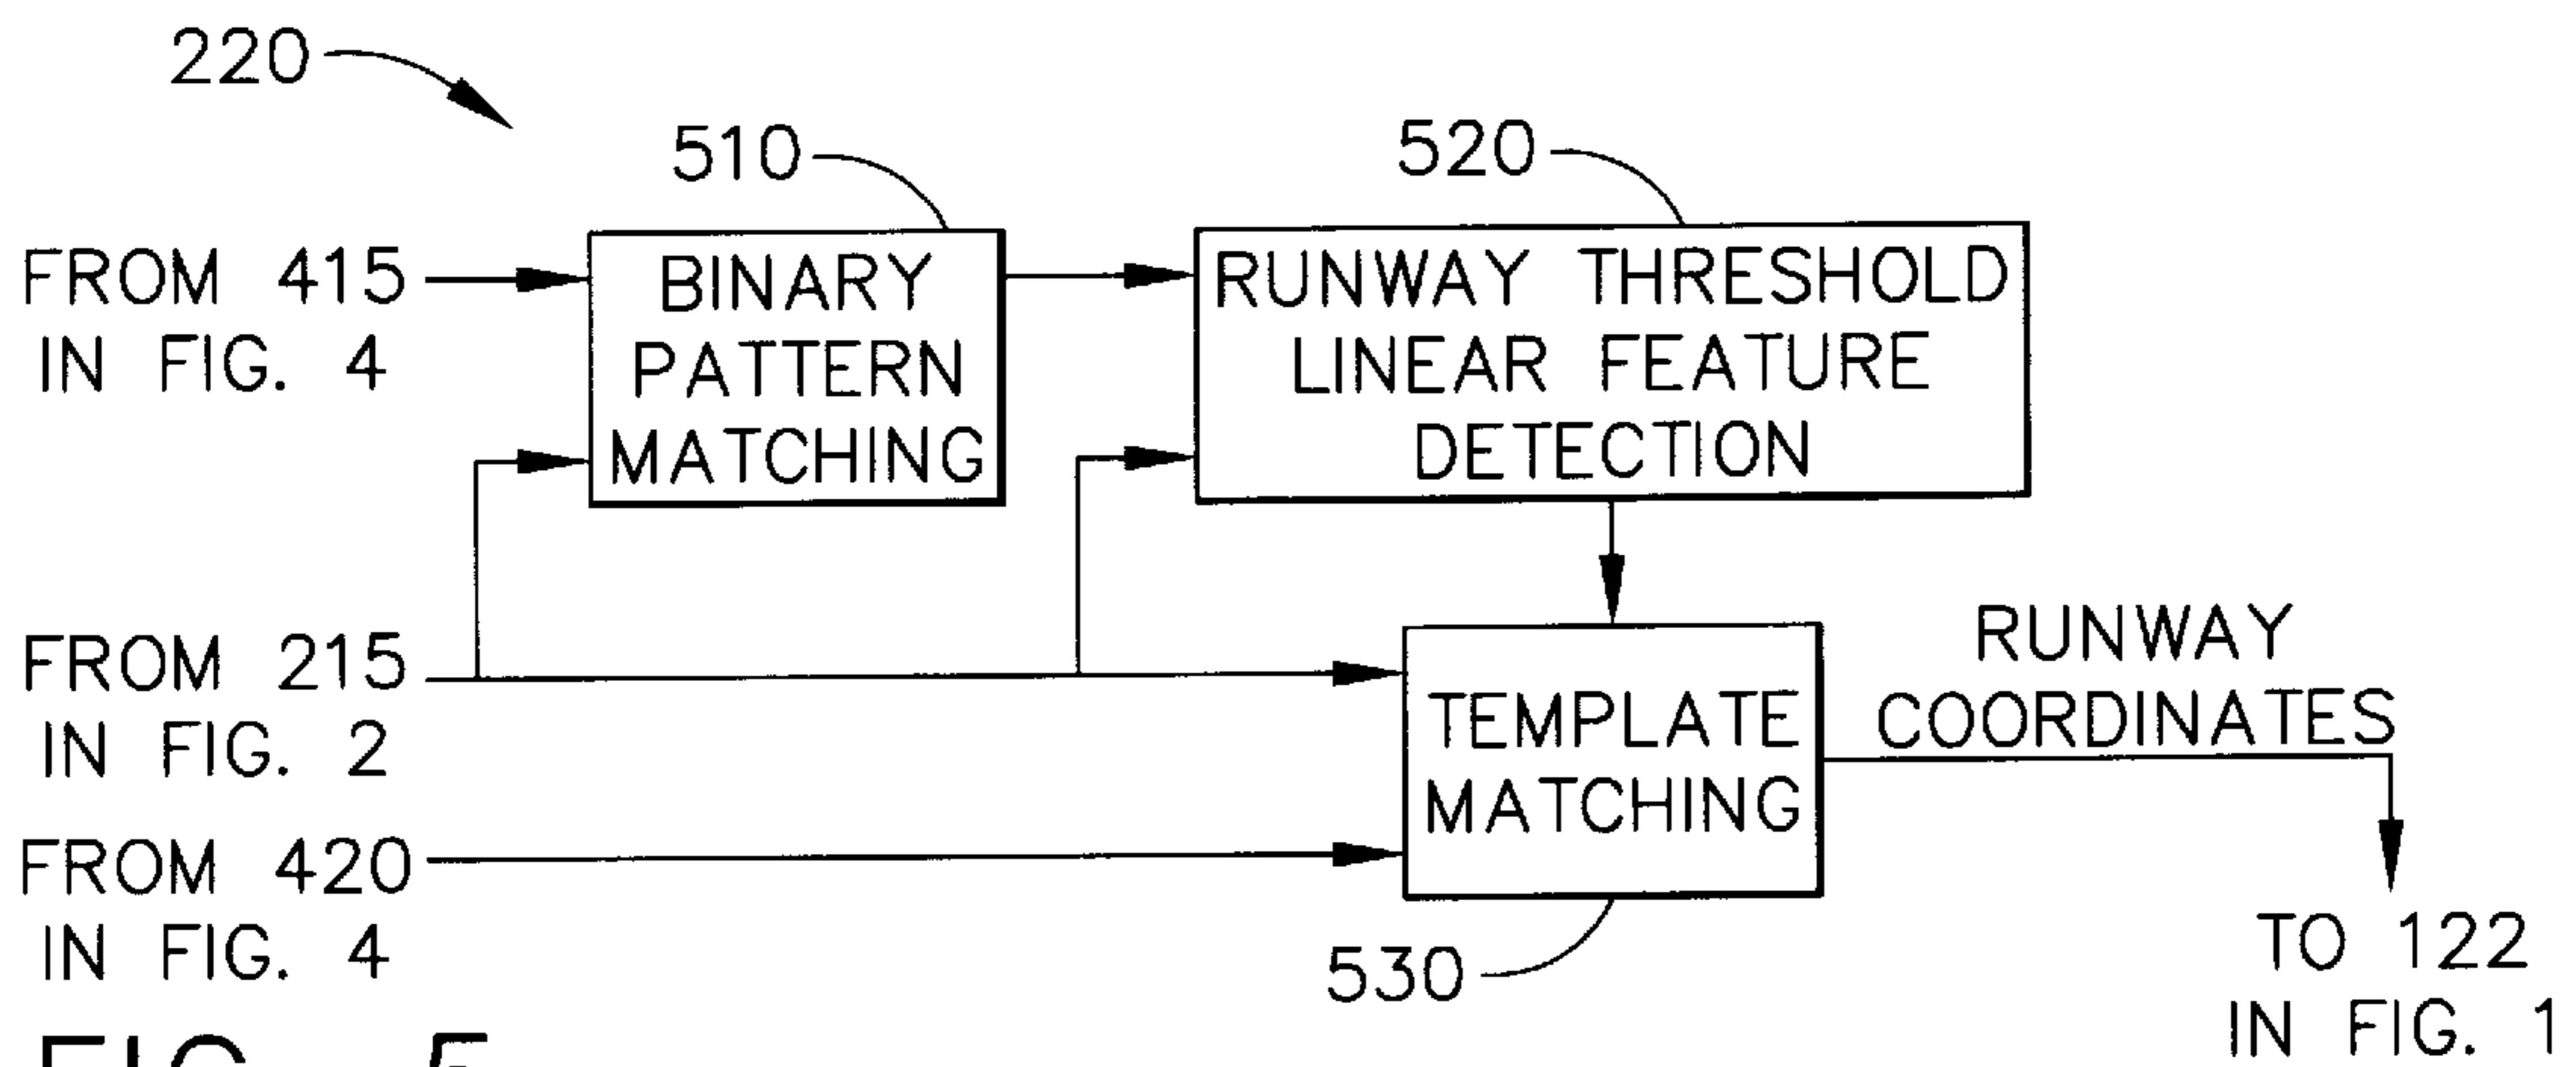 220
510
520
FROM 415
IN FIG. 4
BINARY
PATTERN
MATCHING
RUNWAY THRESHOLD
LINEAR FEATURE
DETECTION
FROM 215
IN FIG. 2
TEMPLATE
MATCHING
RUNWAY
COORDINATES
FROM 420
IN FIG. 4
530
TO 122
IN FIG. 1